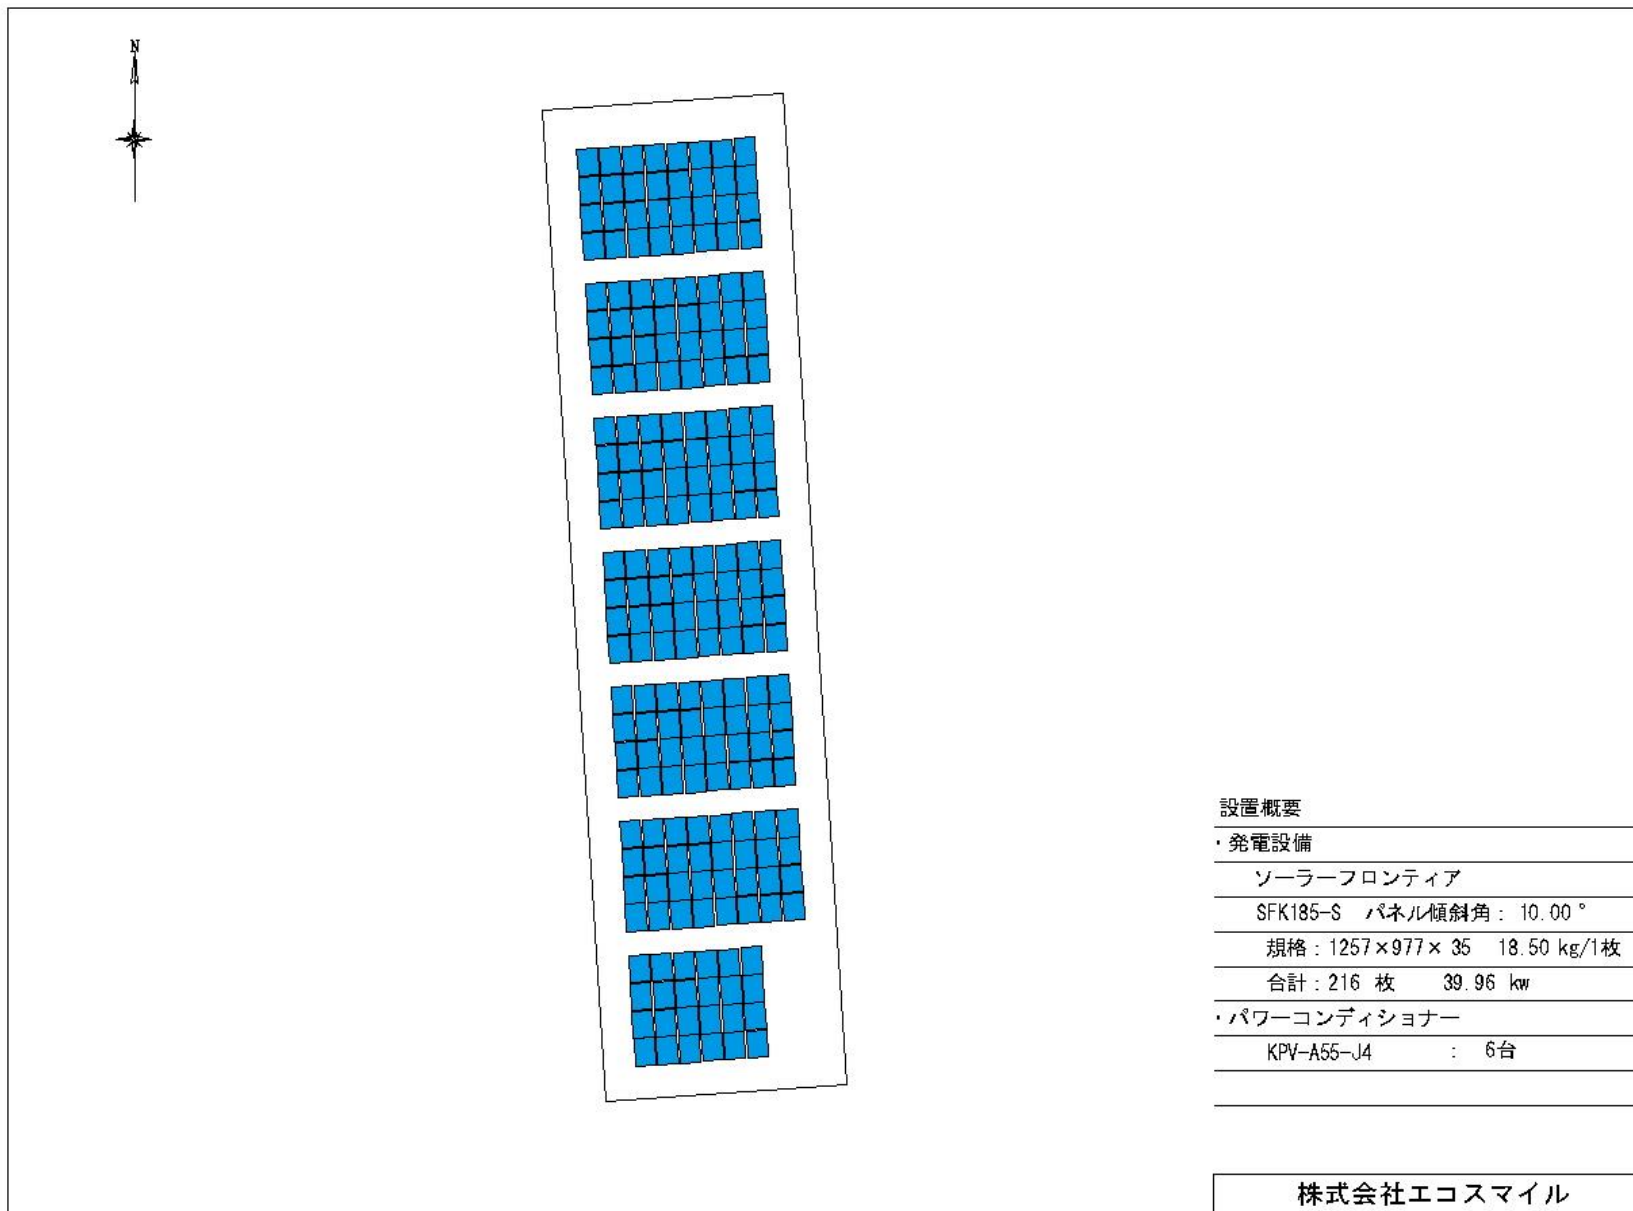 N
設置概要
・発電設備
ソーラーフロンティア
SFK185-S パネル傾斜角： 10.00°
規格：1257×977× 35 18.50 kg/1枚
合計：216 枚 39.96 kw
・パワーコンディショナー
KPV-A55-J4 ： 6台
株式会社エコスマイル